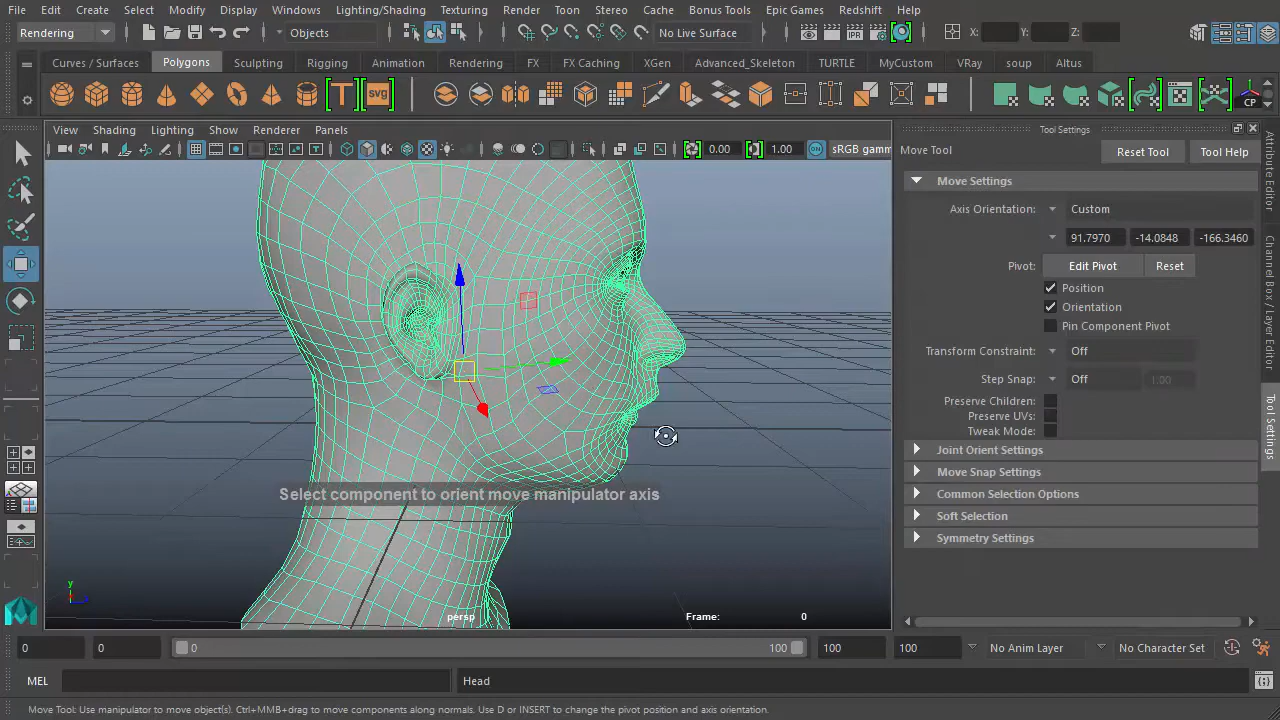 File Edit Create Select Modify Display Windows Lighting/Shading Texturing Render Toon Stereo Cache Bonus Tools Epic Games Redshift Help
Rendering Objects No Live Surface X: Y: Z:
Curves / Surfaces Polygons Sculpting Rigging Animation Rendering FX FX Caching XGen Advanced_Skeleton TURTLE MyCustom VRay soup Altus
T svg CP
View Shading Lighting Show Renderer Panels
0.00 1.00 sRGB gamm
Tool Settings
Move Tool Reset Tool Tool Help
Move Settings
Axis Orientation: Custom
91.7970 -14.0848 -166.3460
Pivot: Edit Pivot Reset
Position
Orientation
Pin Component Pivot
Transform Constraint: Off
Step Snap: Off 1.00
Preserve Children:
Preserve UVs:
Tweak Mode:
Joint Orient Settings
Move Snap Settings
Common Selection Options
Soft Selection
Symmetry Settings
Attribute Editor
Channel Box / Layer Editor
Tool Settings
Select component to orient move manipulator axis
y
persp Frame: 0
0 0 0 100 100 100 No Anim Layer No Character Set
MEL Head
Move Tool: Use manipulator to move object(s). Ctrl+MMB+drag to move components along normals. Use D or INSERT to change the pivot position and axis orientation.